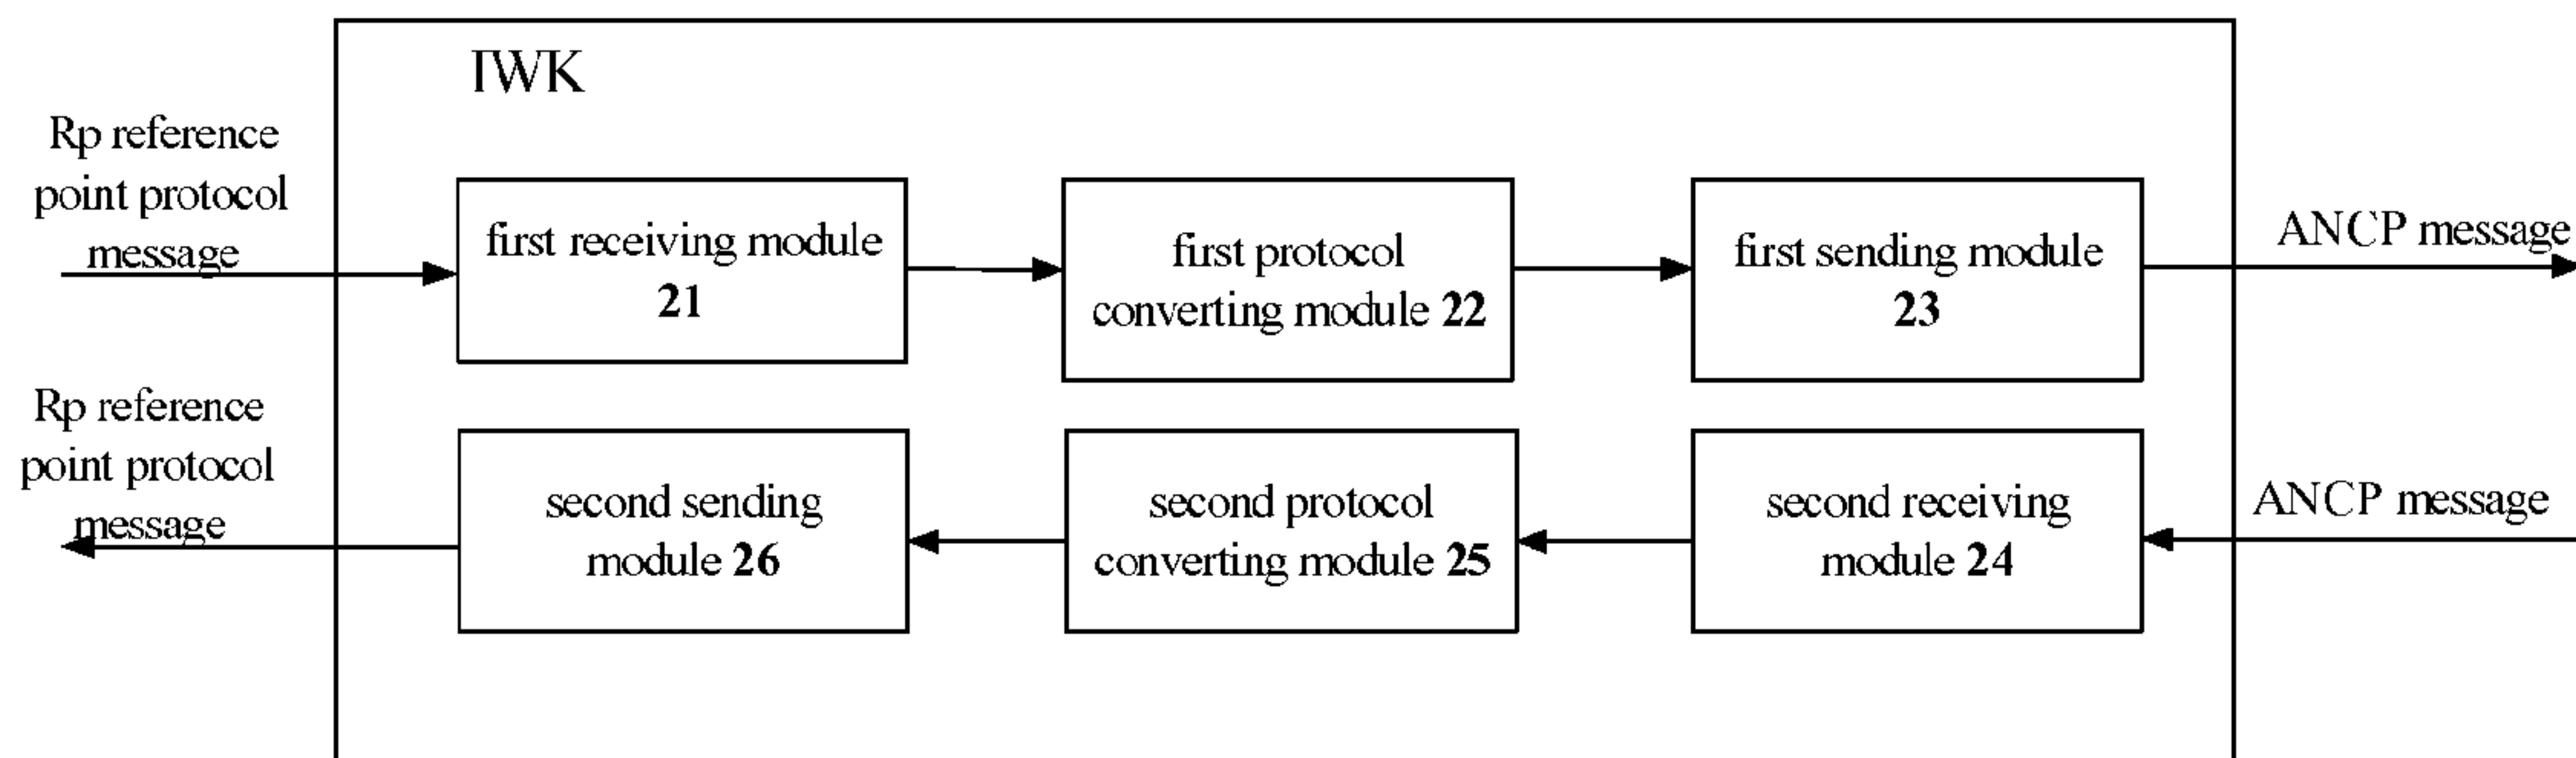 IWK
Rp reference
point protocol
message
first receiving module
21
first protocol
converting module 22
first sending module
23
ANCP message
Rp reference
point protocol
message
second sending
module 26
second protocol
converting module 25
second receiving
module 24
ANCP message